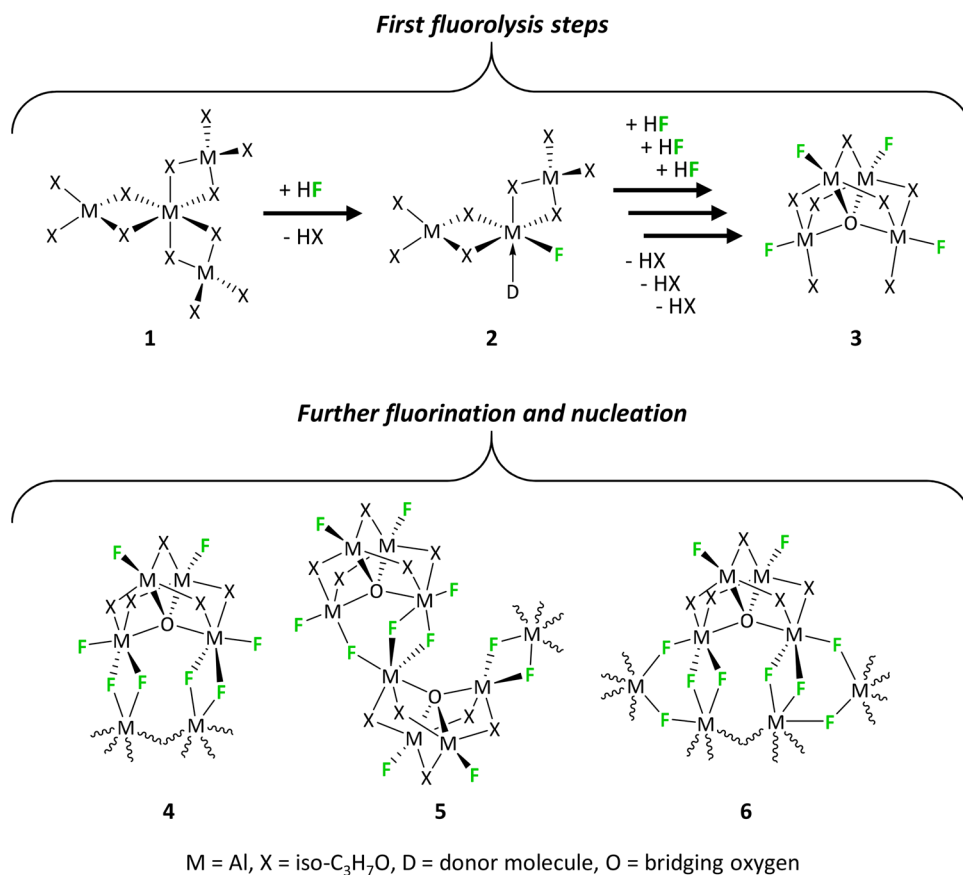 First fluorolysis steps
X
X
M
X
X
X
X
M
M
X
X
X
X
M
X
X
1
+ HF
- HX
X
X
M
X
X
X
X
M
M
X
X
F
D
2
+ HF
+ HF
+ HF
- HX
- HX
- HX
X
F
F
M
M
X
X
X
X
O
M
M
F
F
X
X
3
Further fluorination and nucleation
X
F
F
M
M
X
X
X
X
O
M
M
F
F
F
F
F
F
M
M
4
X
F
F
M
M
X
X
X
X
O
M
M
F
F
F
F
F
M
F
M
F
O
M
X
X
X
X
M
M
F
X
F
5
X
F
F
M
M
X
X
X
X
O
M
M
F
F
F
F
F
F
M
M
F
F
M
M
6
M = Al, X = iso-C₃H₇O, D = donor molecule, O = bridging oxygen